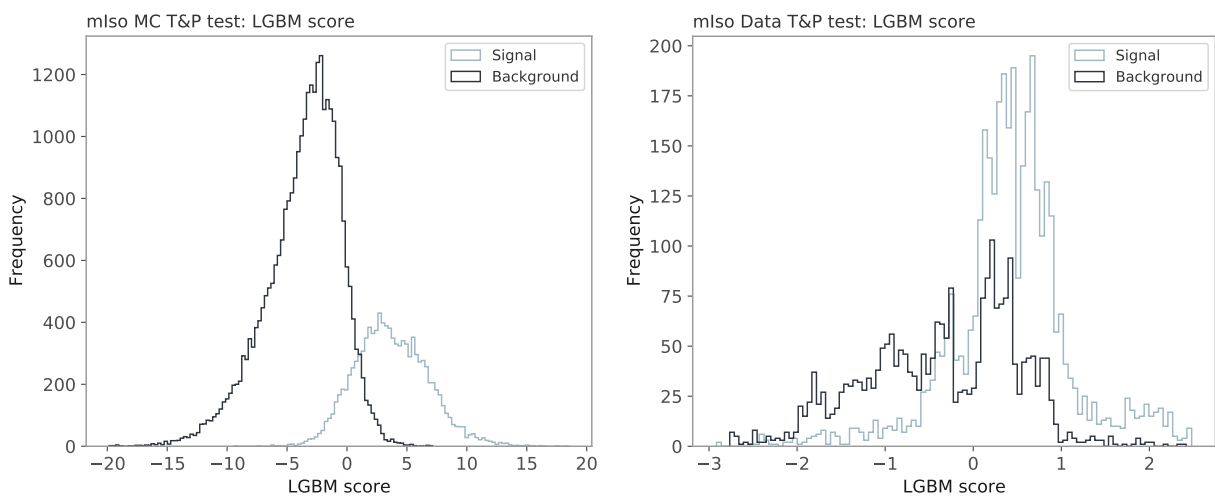 mIso MC T&P test: LGBM score
Signal
Background
Frequency
1200
1000
800
600
400
200
0
−20 −15 −10 −5 0 5 10 15 20
LGBM score
mIso Data T&P test: LGBM score
Signal
Background
Frequency
200
175
150
125
100
75
50
25
0
−3 −2 −1 0 1 2
LGBM score